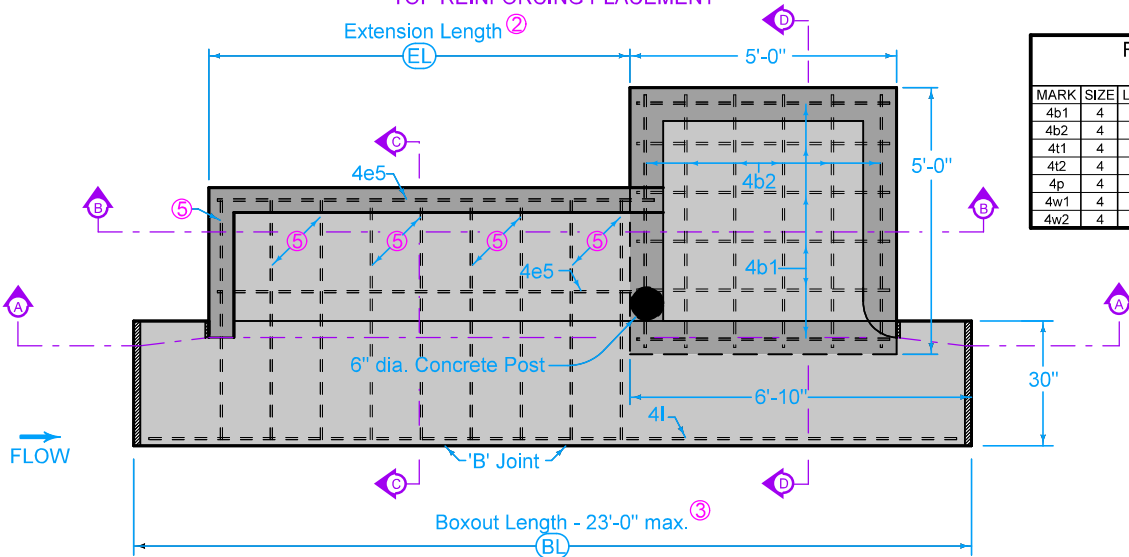 Extension Length ②
EL
5'-0"
D
F
MARK SIZE L
4b1 4
4b2 4
4t1 4
4t2 4
4p 4
4w1 4
4w2 4
C
4e5
5'-0"
4b2
B
⑤
B
⑤ ⑤ ⑤ ⑤
4e5
4b1
A
A
6" dia. Concrete Post
30"
6'-10"
4l
FLOW
'B' Joint
C
D
Boxout Length - 23'-0" max. ③
BL